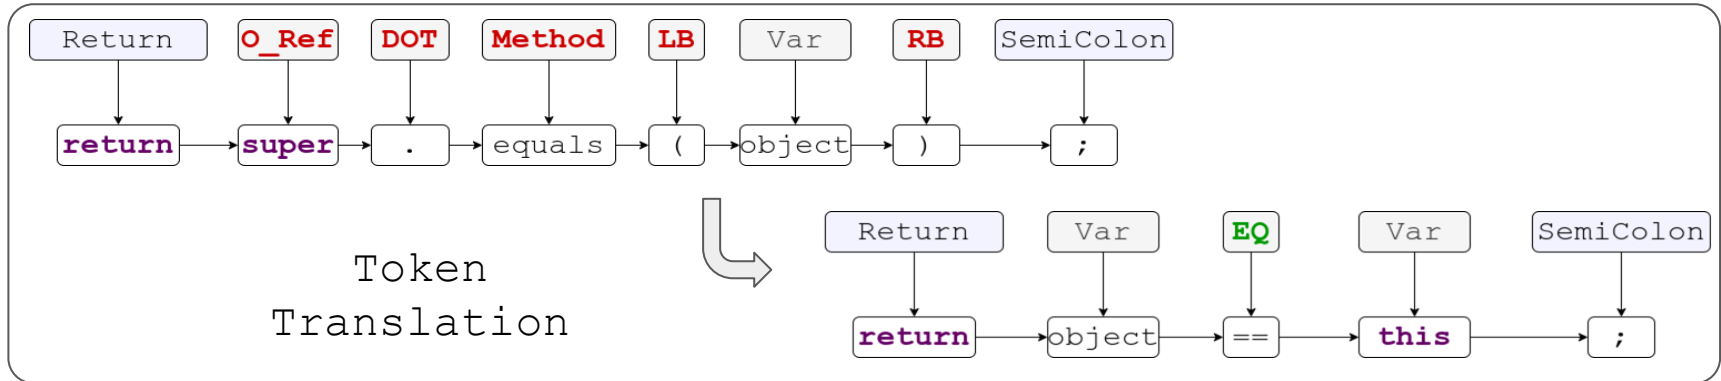 Return O_Ref DOT Method LB Var RB SemiColon
return super . equals ( object ) ;
Return Var EQ Var SemiColon
Token
Translation
return object == this ;